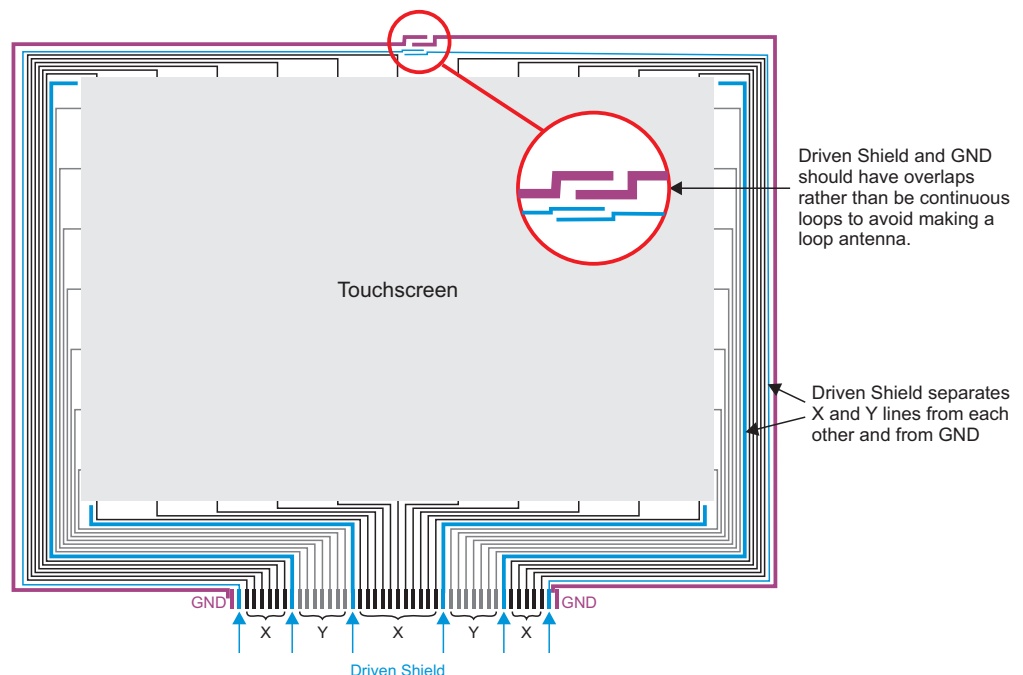 Driven Shield and GND
should have overlaps
rather than be continuous
loops to avoid making a
loop antenna.
Touchscreen
Driven Shield separates
X and Y lines from each
other and from GND
GND
GND
X
Y
X
Y
X
Driven Shield